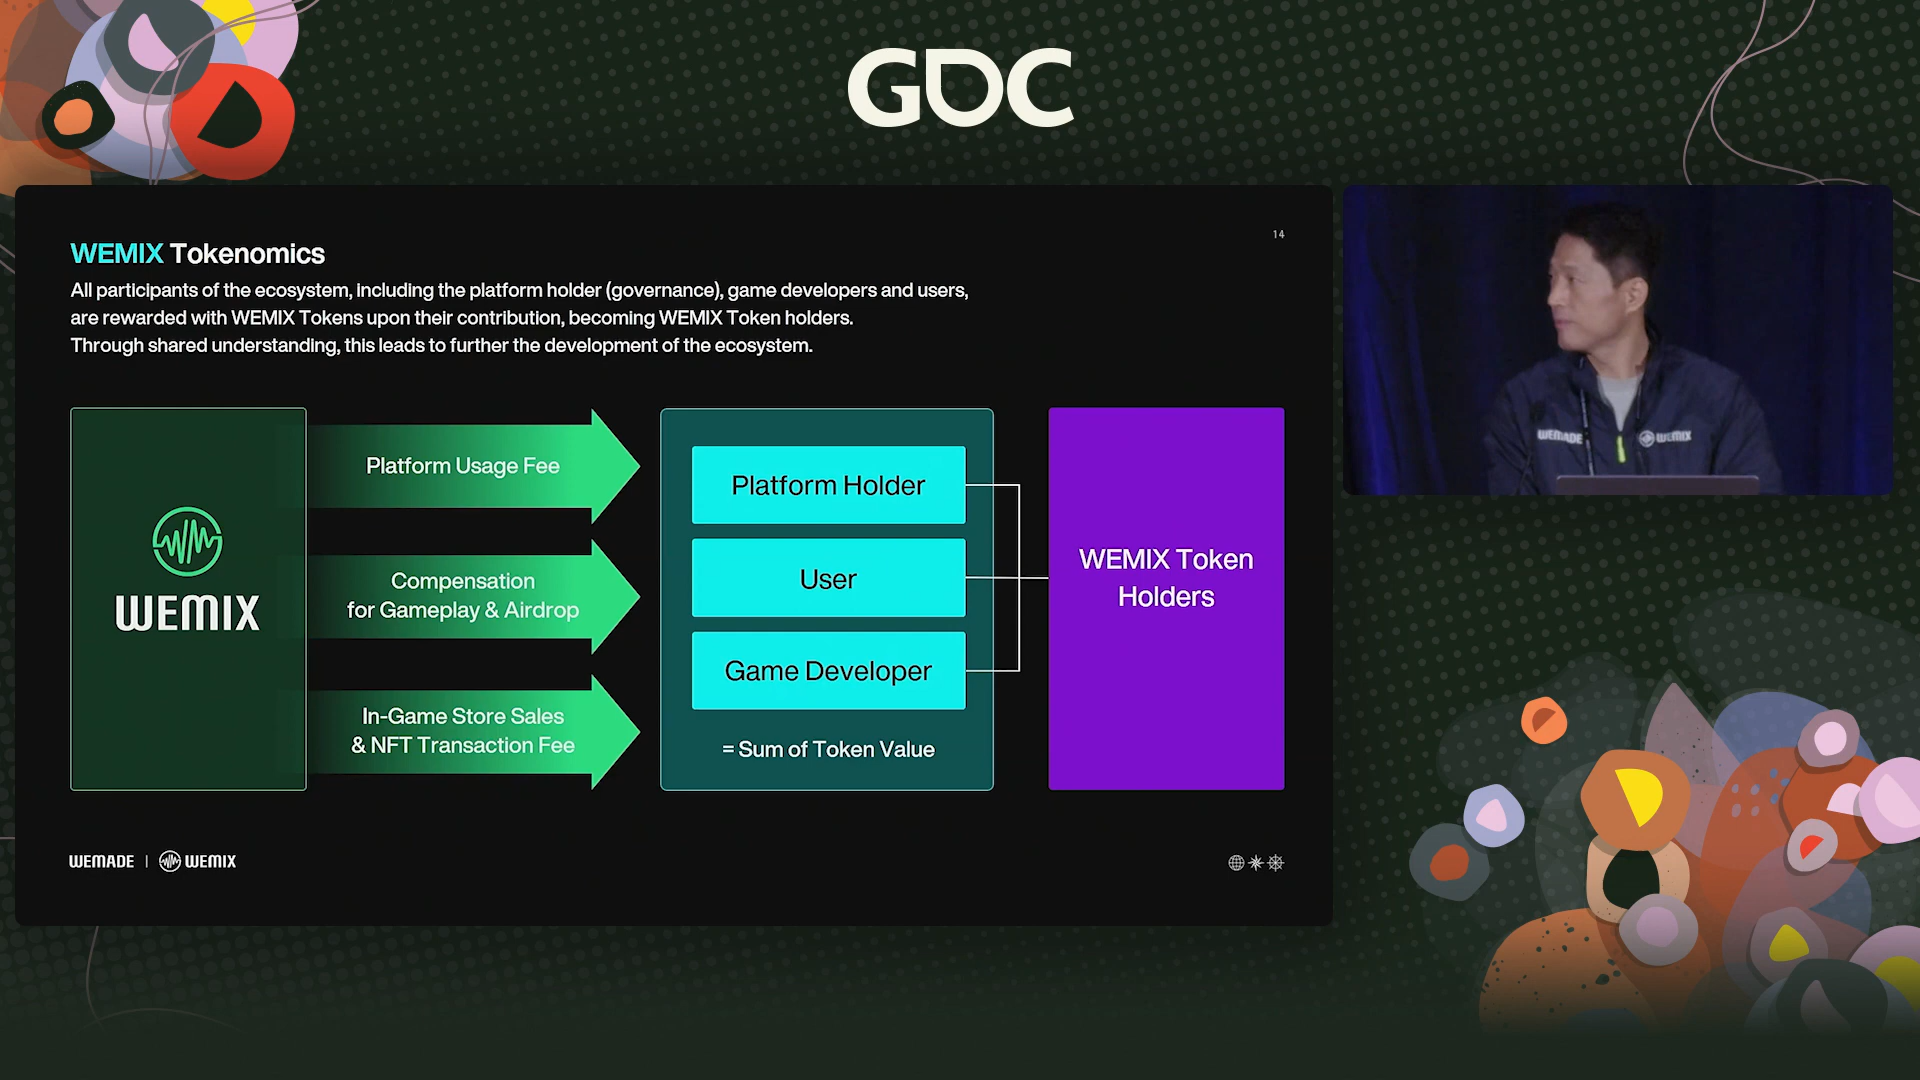 GDC
14
WEMIX Tokenomics
All participants of the ecosystem, including the platform holder (governance), game developers and users,
are rewarded with WEMIX Tokens upon their contribution, becoming WEMIX Token holders.
Through shared understanding, this leads to further the development of the ecosystem.
WEMIX
Platform Usage Fee
Compensation
for Gameplay & Airdrop
In-Game Store Sales
& NFT Transaction Fee
Platform Holder
User
Game Developer
= Sum of Token Value
WEMIX Token
Holders
WEMADE | WEMIX
WEMADE WEMIX